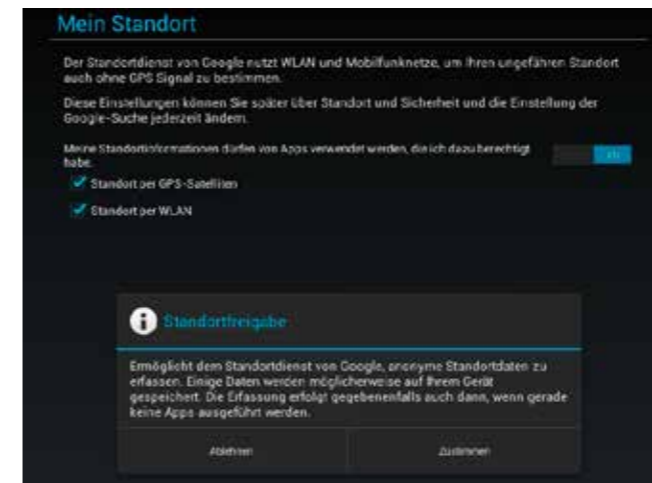 Mein Standort
Der Standortdienst von Google nutzt WLAN und Mobilfunknetze, um Ihren ungefähren Standort
auch ohne GPS Signal zu bestimmen.
Diese Einstellungen können Sie später über Standort und Sicherheit und die Einstellung der
Google-Suche jederzeit ändern.
Meine Standortinformationen dürfen von Apps verwendet werden, die ich dazu berechtigt
habe.
Standort per GPS-Satelliten
Standort per WLAN
Standortfreigabe
Ermöglicht dem Standortdienst von Google, anonyme Standortdaten zu
erfassen. Einige Daten werden möglicherweise auf Ihrem Gerät
gespeichert. Die Erfassung erfolgt gegebenenfalls auch dann, wenn gerade
keine Apps ausgeführt werden.
Ablehnen
Zustimmen